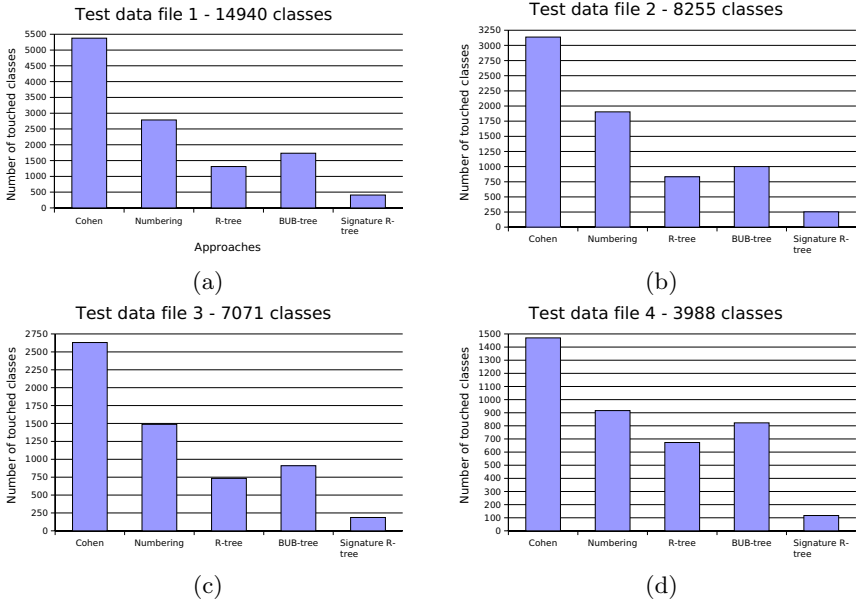 Test data file 1 - 14940 classes
Number of touched classes
5500
5000
4500
4000
3500
3000
2500
2000
1500
1000
500
0
Cohen Numbering R-tree BUB-tree Signature R-
tree
Approaches
(a)
Test data file 2 - 8255 classes
Number of touched classes
3250
3000
2750
2500
2250
2000
1750
1500
1250
1000
750
500
250
0
Cohen Numbering R-tree BUB-tree Signature R-
tree
(b)
Test data file 3 - 7071 classes
Number of touched classes
2750
2500
2250
2000
1750
1500
1250
1000
750
500
250
0
Cohen Numbering R-tree BUB-tree Signature R-
tree
(c)
Test data file 4 - 3988 classes
Number of touched classes
1500
1400
1300
1200
1100
1000
900
800
700
600
500
400
300
200
100
0
Cohen Numbering R-tree BUB-tree Signature R-
tree
(d)